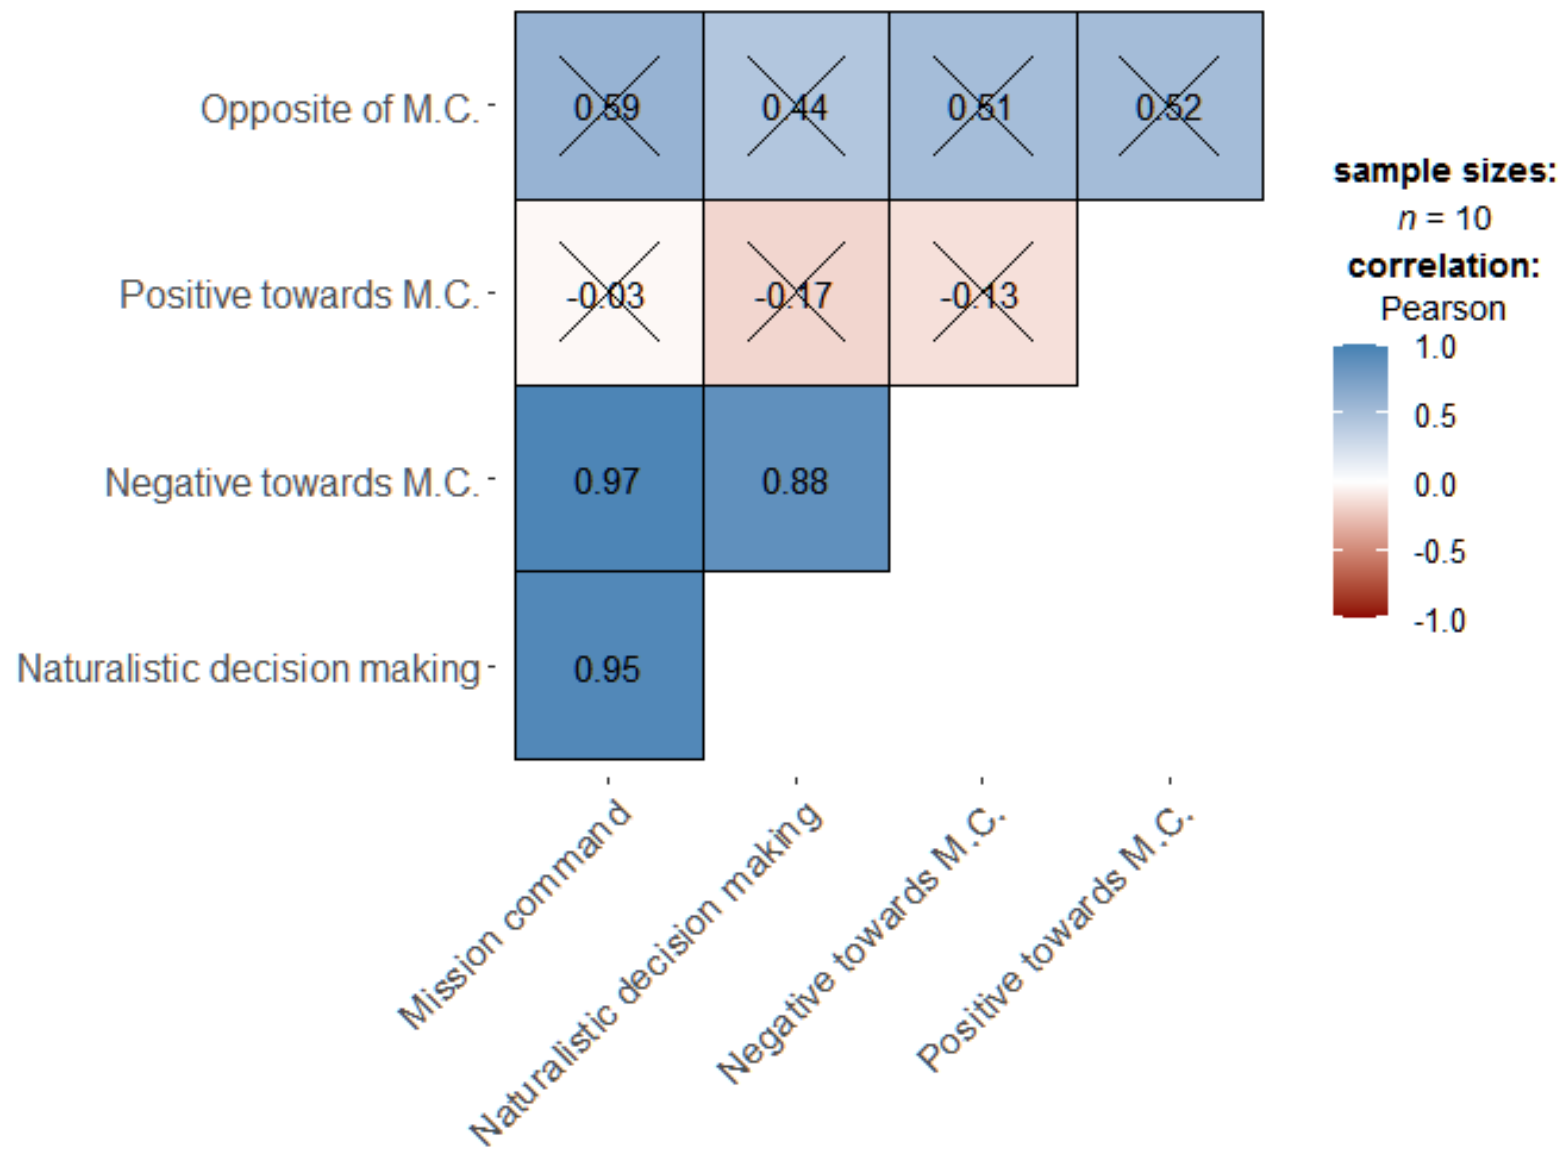 Opposite of M.C.
0.59
0.44
0.51
0.52
Positive towards M.C.
-0.03
-0.17
-0.13
Negative towards M.C.
0.97
0.88
Naturalistic decision making
0.95
Mission command
Naturalistic decision making
Negative towards M.C.
Positive towards M.C.
sample sizes:
n = 10
correlation:
Pearson
1.0
0.5
0.0
-0.5
-1.0